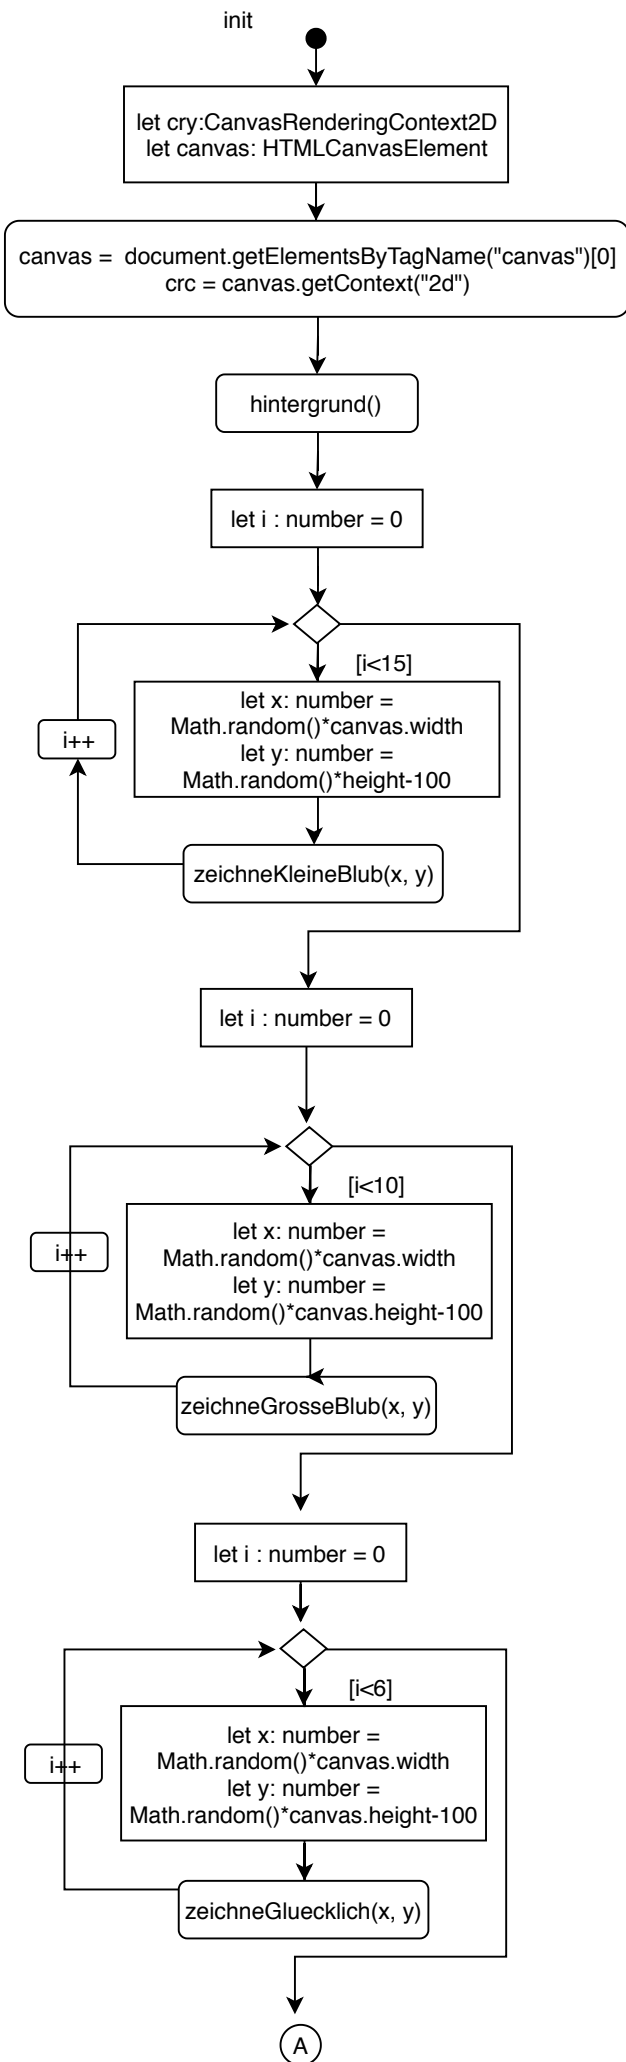 init
let cry:CanvasRenderingContext2D
let canvas: HTMLCanvasElement
canvas =  document.getElementsByTagName("canvas")[0]
crc = canvas.getContext("2d")
hintergrund()
let i : number = 0
[i<15]
let x: number =
Math.random()*canvas.width
let y: number =
Math.random()*height-100
i++
zeichneKleineBlub(x, y)
let i : number = 0
[i<10]
let x: number =
Math.random()*canvas.width
let y: number =
Math.random()*canvas.height-100
i++
zeichneGrosseBlub(x, y)
let i : number = 0
[i<6]
let x: number =
Math.random()*canvas.width
let y: number =
Math.random()*canvas.height-100
i++
zeichneGluecklich(x, y)
A